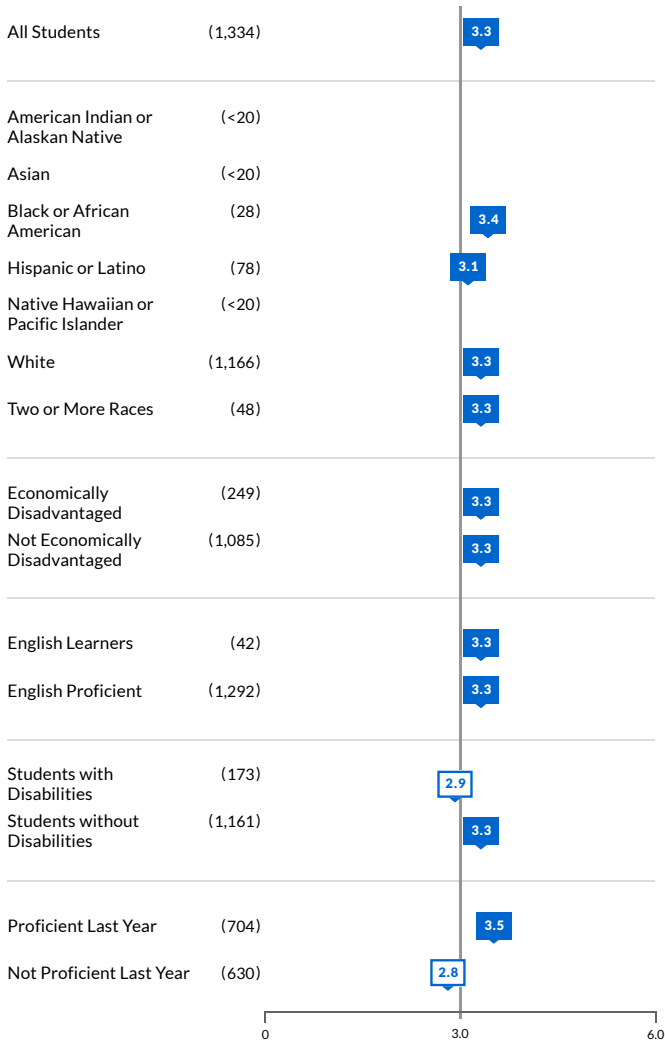 All Students (1,334) 3.3
American Indian or (<20)
Alaskan Native
Asian (<20)
Black or African (28) 3.4
American
Hispanic or Latino (78) 3.1
Native Hawaiian or (<20)
Pacific Islander
White (1,166) 3.3
Two or More Races (48) 3.3
Economically (249) 3.3
Disadvantaged
Not Economically (1,085) 3.3
Disadvantaged
English Learners (42) 3.3
English Proficient (1,292) 3.3
Students with (173) 2.9
Disabilities
Students without (1,161) 3.3
Disabilities
Proficient Last Year (704) 3.5
Not Proficient Last Year (630) 2.8
0 3.0 6.0